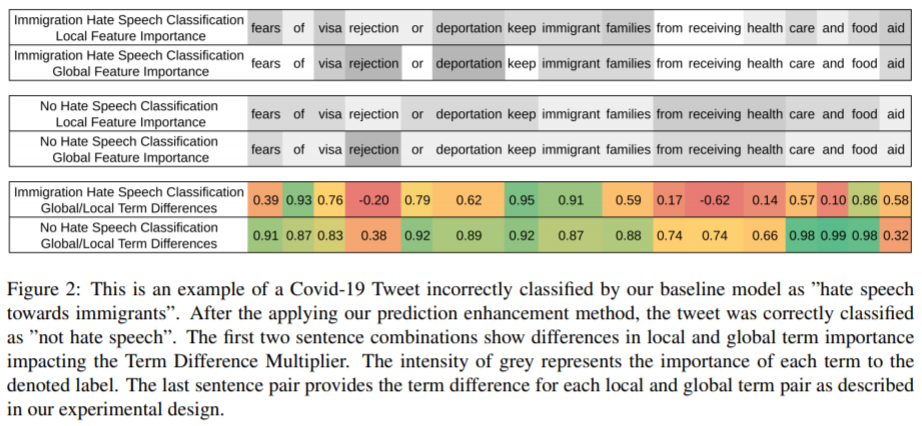 Immigration Hate Speech Classification
Local Feature Importance
fears of visa rejection or deportation keep immigrant families from receiving health care and food aid
Immigration Hate Speech Classification
Global Feature Importance
fears of visa rejection or deportation keep immigrant families from receiving health care and food aid
No Hate Speech Classification
Local Feature Importance
fears of visa rejection or deportation keep immigrant families from receiving health care and food aid
No Hate Speech Classification
Global Feature Importance
fears of visa rejection or deportation keep immigrant families from receiving health care and food aid
Immigration Hate Speech Classification
Global/Local Term Differences
0.39 0.93 0.76 -0.20 0.79 0.62 0.95 0.91 0.59 0.17 -0.62 0.14 0.57 0.10 0.86 0.58
No Hate Speech Classification
Global/Local Term Differences
0.91 0.87 0.83 0.38 0.92 0.89 0.92 0.87 0.88 0.74 0.74 0.66 0.98 0.99 0.98 0.32
Figure 2: This is an example of a Covid-19 Tweet incorrectly classified by our baseline model as ”hate speech
towards immigrants”. After the applying our prediction enhancement method, the tweet was correctly classified
as ”not hate speech”. The first two sentence combinations show differences in local and global term importance
impacting the Term Difference Multiplier. The intensity of grey represents the importance of each term to the
denoted label. The last sentence pair provides the term difference for each local and global term pair as described
in our experimental design.